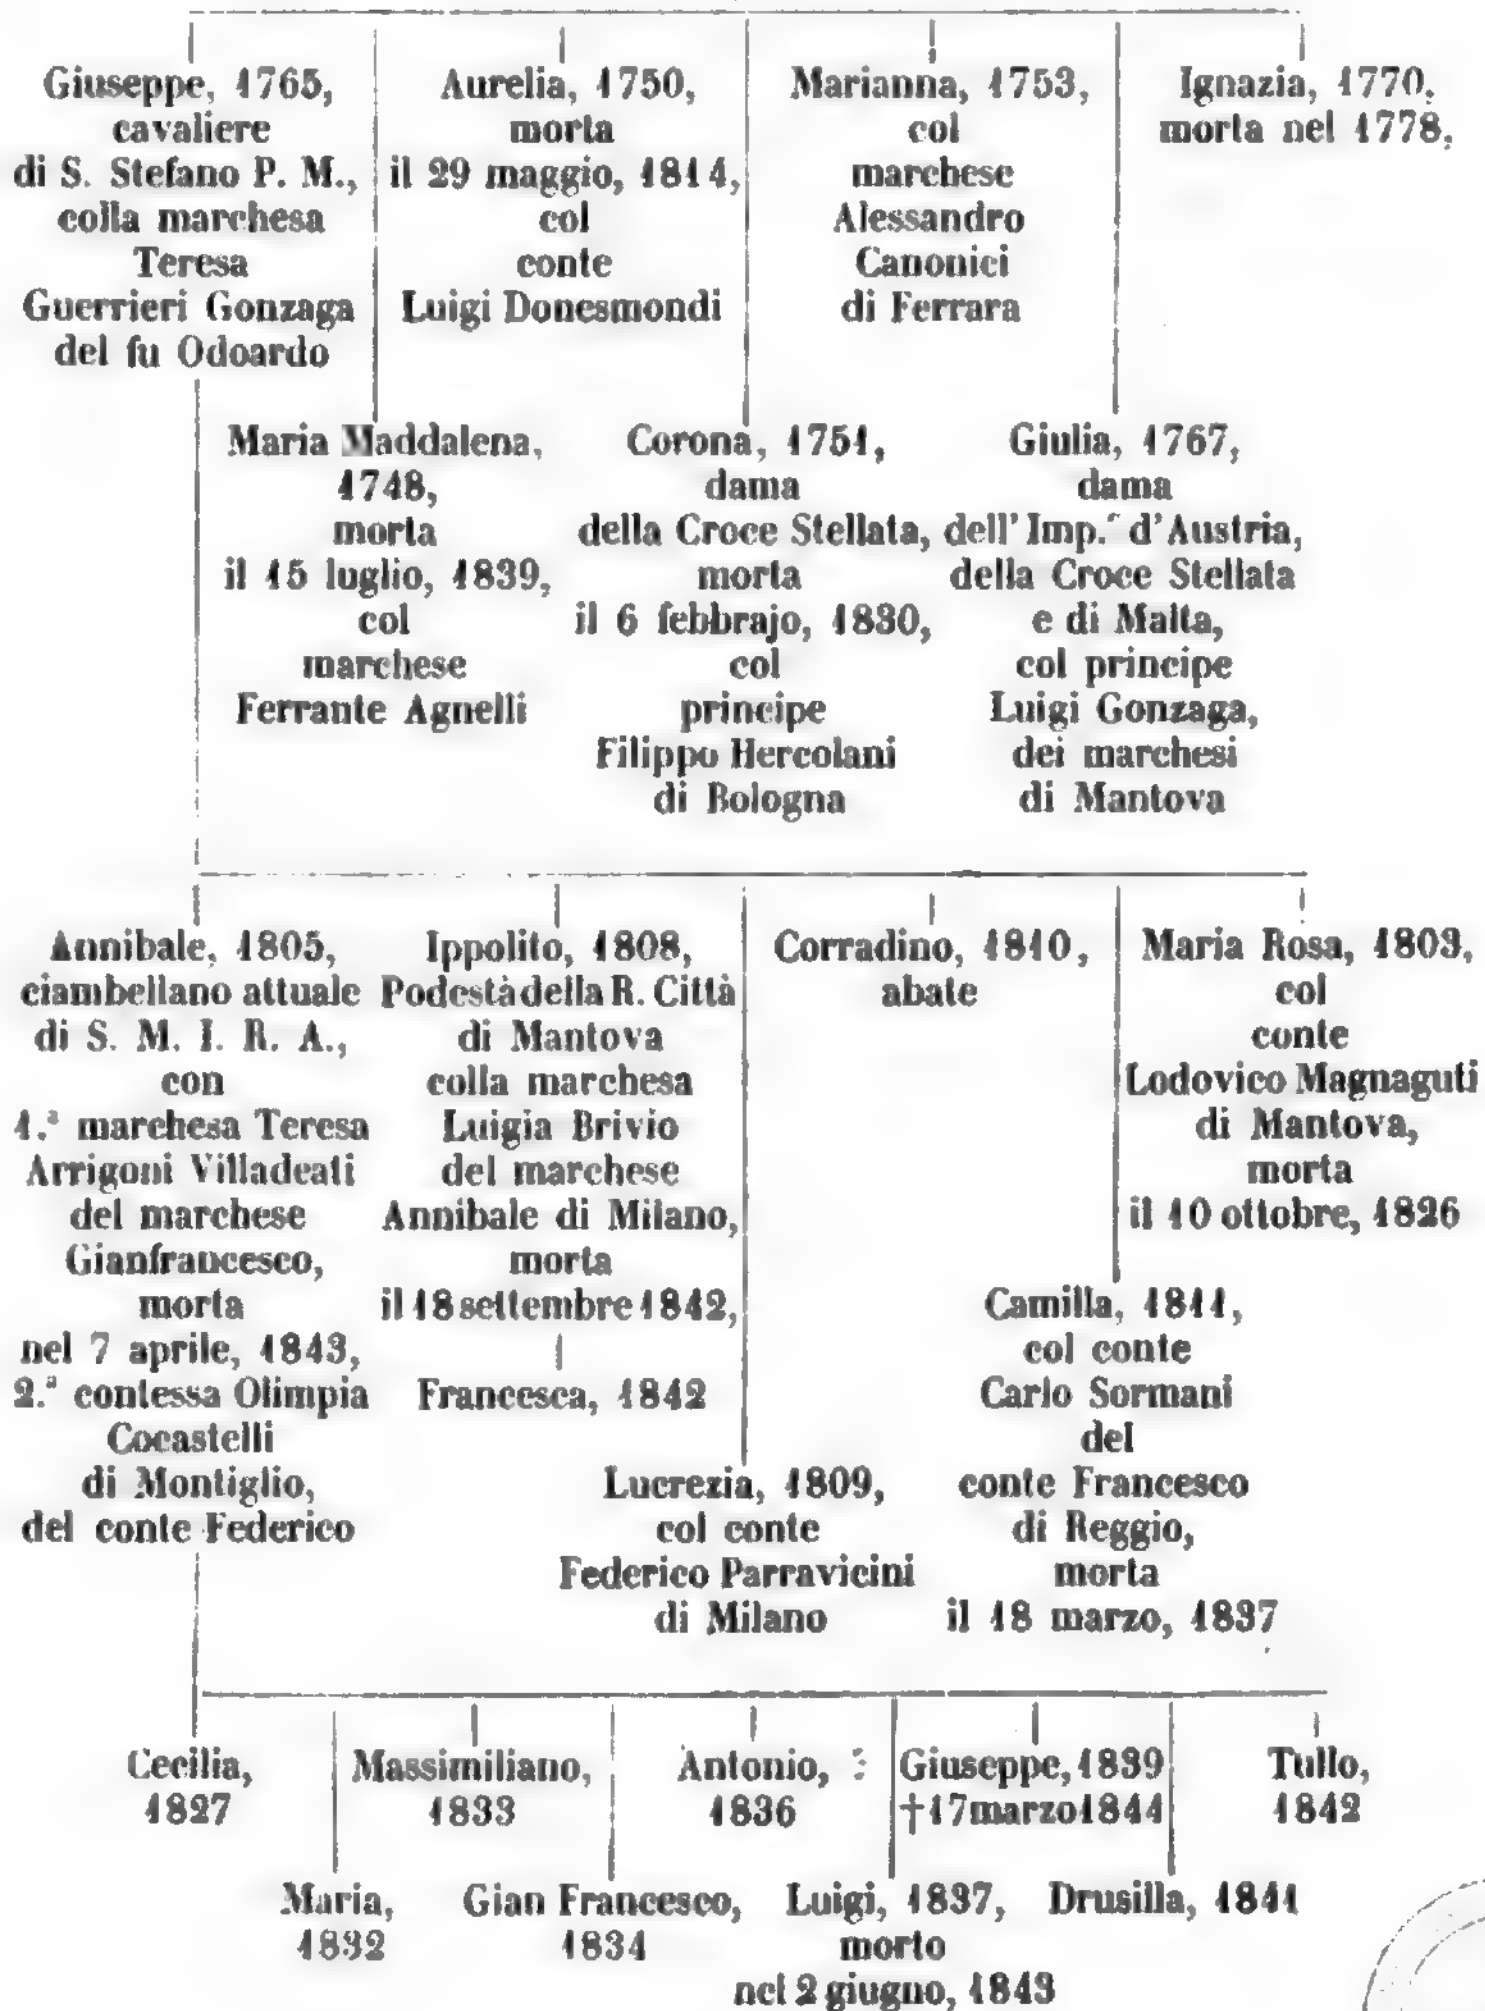 Giuseppe, 1765,
cavaliere
di S. Stefano P. M.,
colla marchesa
Teresa
Guerrieri Gonzaga
del fu Odoardo
Aurelia, 1750,
morta
il 29 maggio, 1814,
col
conte
Luigi Donesmondi
Marianna, 1753,
col
marchese
Alessandro
Canonici
di Ferrara
Ignazia, 1770,
morta nel 1778,
Maria Maddalena,
1748,
morta
il 15 luglio, 1839,
col
marchese
Ferrante Agnelli
Corona, 1751,
dama
della Croce Stellata,
morta
il 6 febbrajo, 1830,
col
principe
Filippo Hercolani
di Bologna
Giulia, 1767,
dama
dell'Imp.e d'Austria,
della Croce Stellata
e di Malta,
col principe
Luigi Gonzaga,
dei marchesi
di Mantova
Annibale, 1805,
ciambellano attuale
di S. M. I. R. A.,
con
1.ª marchesa Teresa
Arrigoni Villadeati
del marchese
Gianfrancesco,
morta
nel 7 aprile, 1843,
2.ª contessa Olimpia
Cocastelli
di Montiglio,
del conte Federico
Ippolito, 1808,
Podestà della R. Città
di Mantova
colla marchesa
Luigia Brivio
del marchese
Annibale di Milano,
morta
il 18 settembre 1842,
Francesca, 1842
Corradino, 1810,
abate
Maria Rosa, 1803,
col
conte
Lodovico Magnaguti
di Mantova,
morta
il 10 ottobre, 1826
Lucrezia, 1809,
col conte
Federico Parravicini
di Milano
Camilla, 1811,
col conte
Carlo Sormani
del
conte Francesco
di Reggio,
morta
il 18 marzo, 1837
Cecilia,
1827
Massimiliano,
1833
Antonio,
1836
Giuseppe, 1839
†17 marzo 1844
Tullo,
1842
Maria,
1832
Gian Francesco,
1834
Luigi, 1837,
morto
nel 2 giugno, 1843
Drusilla, 1841